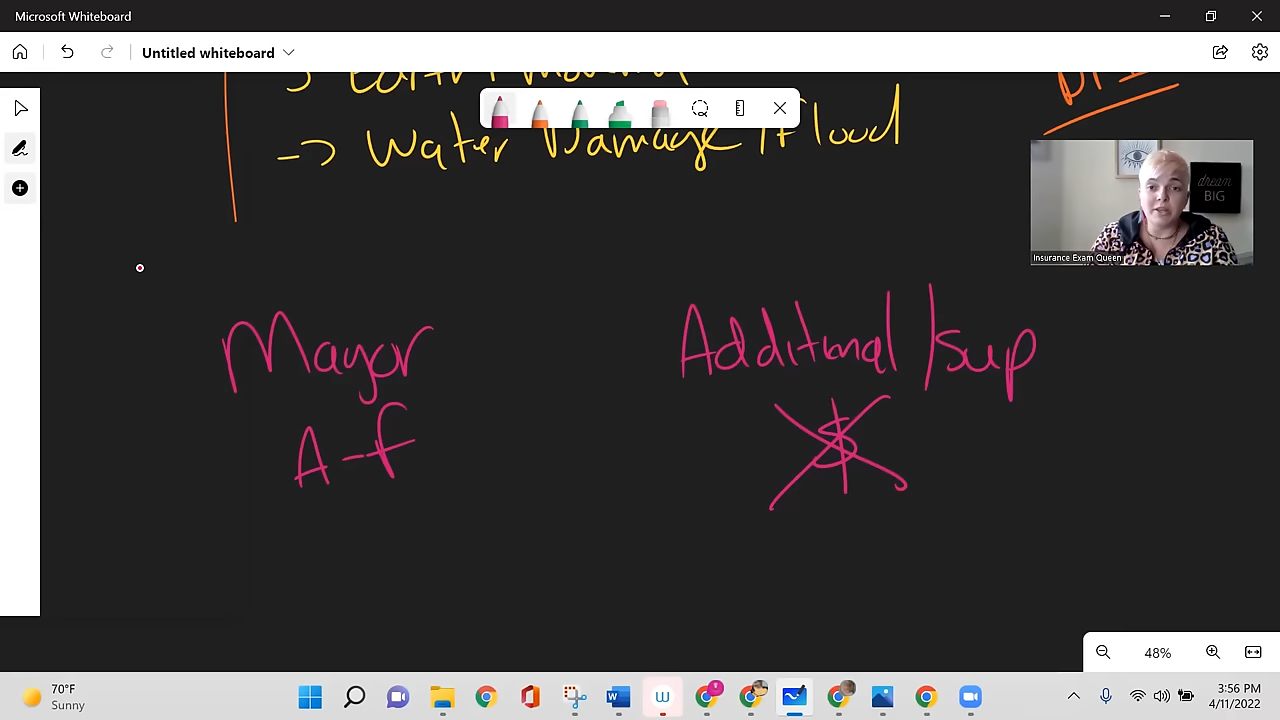 Microsoft Whiteboard
Untitled whiteboard
-> Water Damage / Flood
dream
BIG
Insurance Exam Queen
Mayor
Additional /sup
A-f
$
48%
70°F
Sunny
3:56 PM
4/11/2022